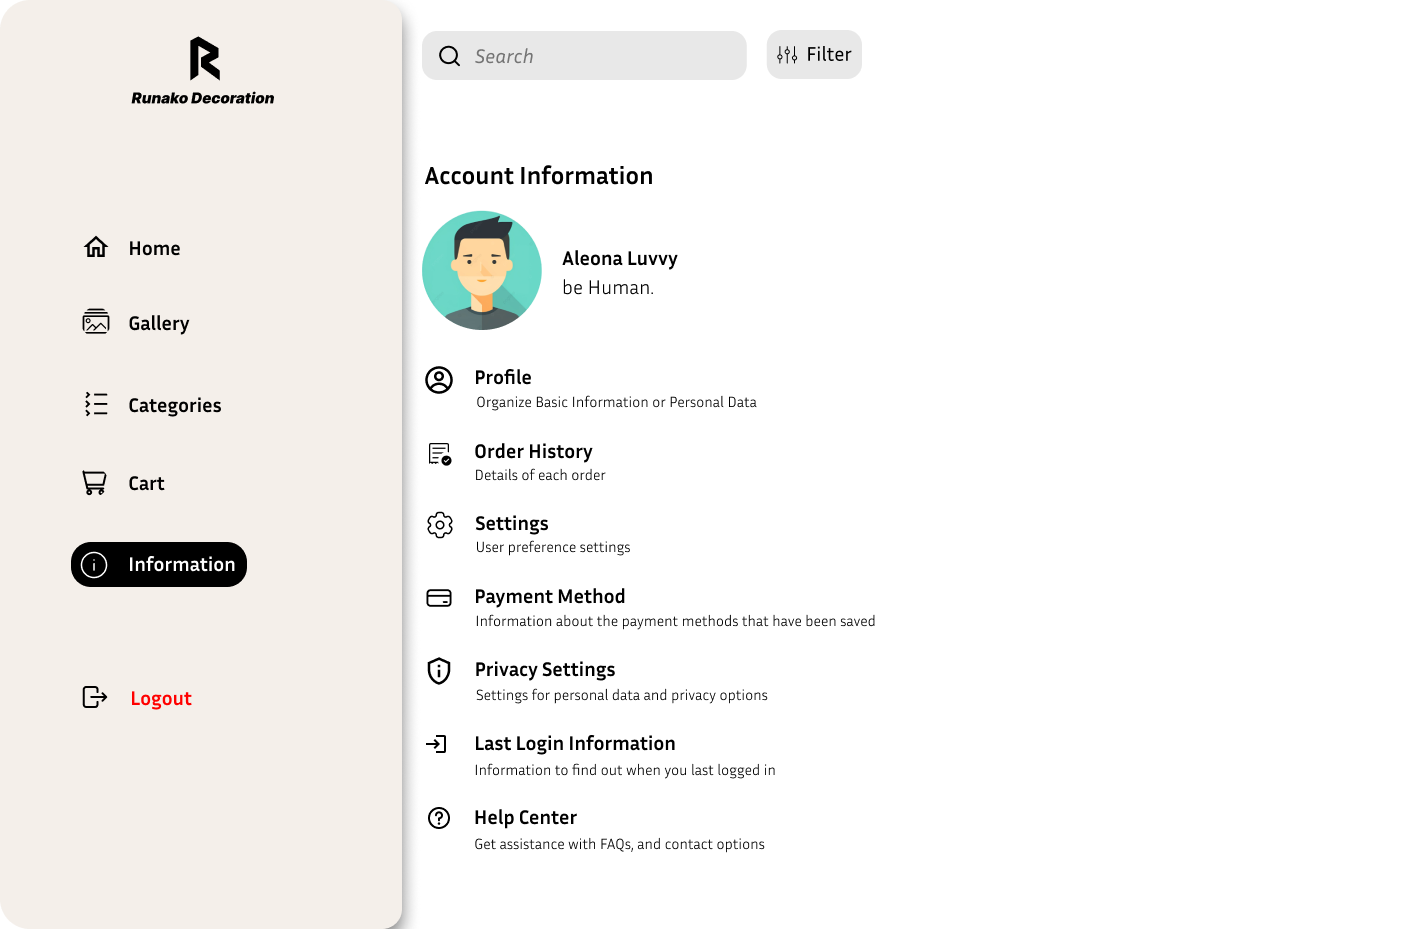 Runako Decoration
Home
Gallery
Categories
Cart
Information
Logout
Search
Filter
Account Information
Aleona Luvvy
be Human.
Profile
Organize Basic Information or Personal Data
Order History
Details of each order
Settings
User preference settings
Payment Method
Information about the payment methods that have been saved
Privacy Settings
Settings for personal data and privacy options
Last Login Information
Information to find out when you last logged in
Help Center
Get assistance with FAQs, and contact options